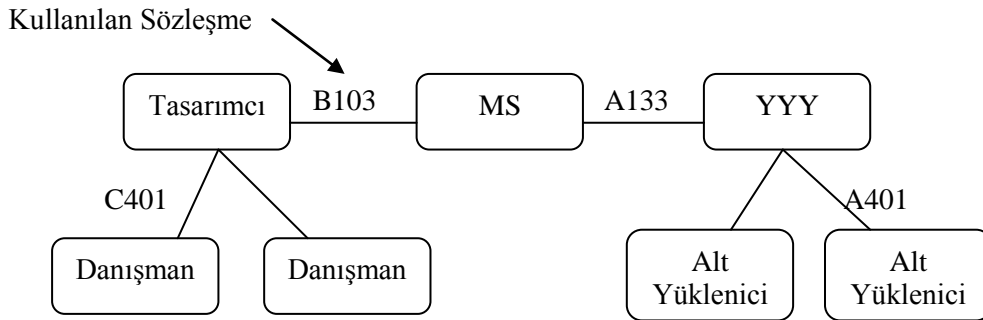 Kullanılan Sözleşme
Tasarımcı
B103
MS
A133
YYY
C401
A401
Danışman
Danışman
Alt
Yüklenici
Alt
Yüklenici